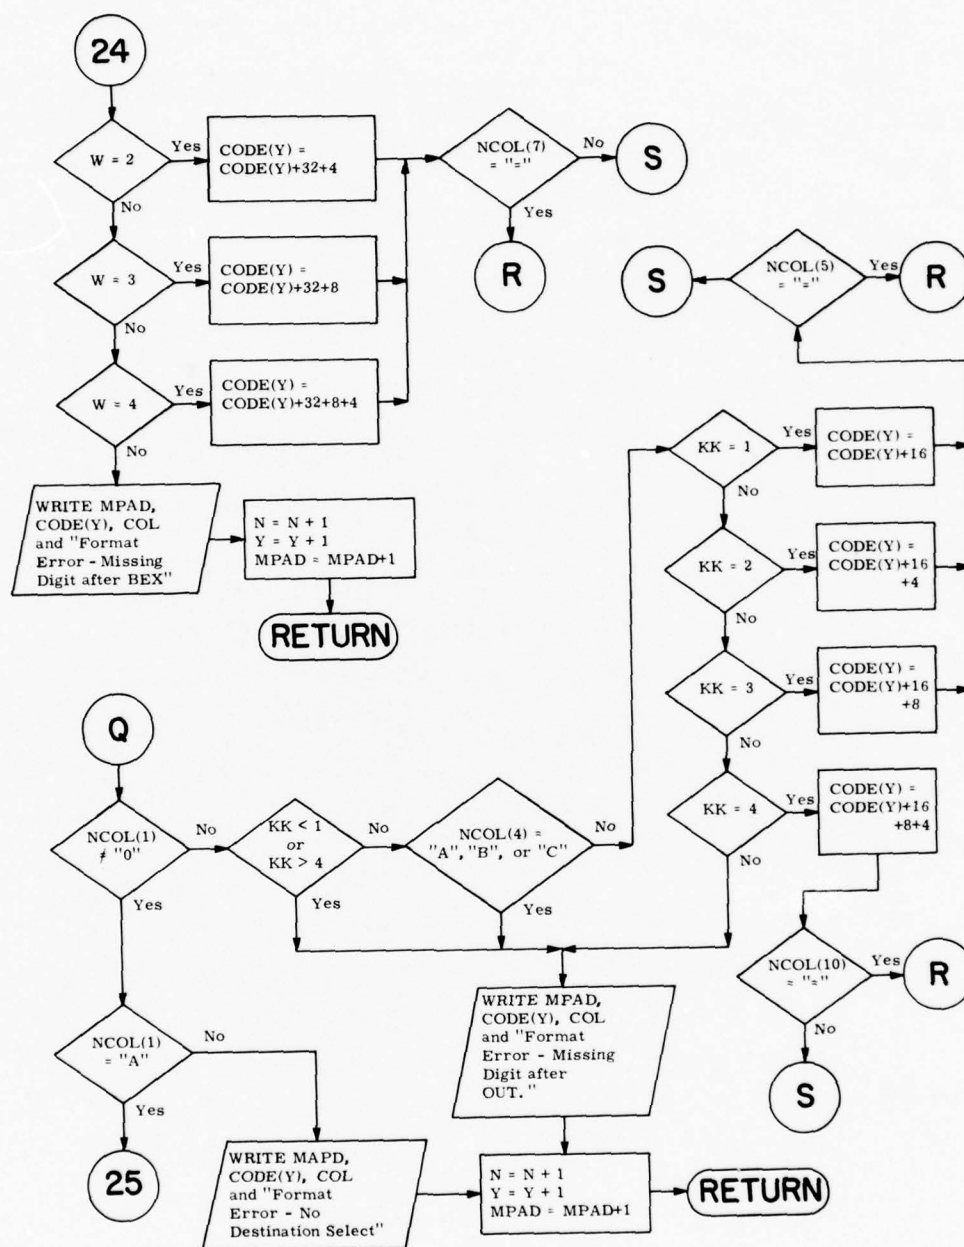 24
W = 2
Yes
CODE(Y) =
CODE(Y)+32+4
NCOL(7)
= "="
No
S
Yes
R
No
W = 3
Yes
CODE(Y) =
CODE(Y)+32+8
No
W = 4
Yes
CODE(Y) =
CODE(Y)+32+8+4
No
WRITE MPAD,
CODE(Y), COL
and "Format
Error - Missing
Digit after BEX"
N = N + 1
Y = Y + 1
MPAD = MPAD+1
RETURN
S
NCOL(5)
= "="
Yes
R
KK = 1
Yes
CODE(Y) =
CODE(Y)+16
No
KK = 2
Yes
CODE(Y) =
CODE(Y)+16
+4
No
KK = 3
Yes
CODE(Y) =
CODE(Y)+16
+8
No
KK = 4
Yes
CODE(Y) =
CODE(Y)+16
+8+4
No
NCOL(10)
= "="
Yes
R
No
S
Q
NCOL(1)
≠ "0"
No
KK < 1
or
KK > 4
No
NCOL(4) =
"A", "B", or "C"
No
Yes
Yes
Yes
WRITE MPAD,
CODE(Y), COL
and "Format
Error - Missing
Digit after
OUT."
NCOL(1)
= "A"
No
Yes
25
WRITE MAPD,
CODE(Y), COL
and "Format
Error - No
Destination Select"
N = N + 1
Y = Y + 1
MPAD = MPAD+1
RETURN